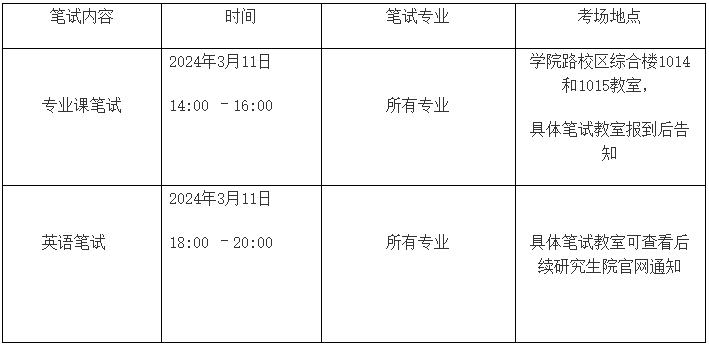 笔试内容
时间
笔试专业
考场地点
专业课笔试
2024年3月11日
14:00 -16:00
所有专业
学院路校区综合楼1014
和1015教室，
具体笔试教室报到后告
知
英语笔试
2024年3月11日
18:00 -20:00
所有专业
具体笔试教室可查看后
续研究生院官网通知